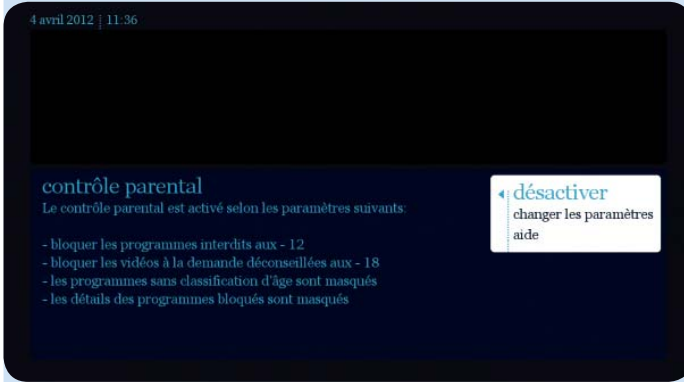 4 avril 2012 | 11:36
contrôle parental
Le contrôle parental est activé selon les paramètres suivants:
- bloquer les programmes interdits aux - 12
- bloquer les vidéos à la demande déconseillées aux - 18
- les programmes sans classification d'âge sont masqués
- les détails des programmes bloqués sont masqués
désactiver
changer les paramètres
aide